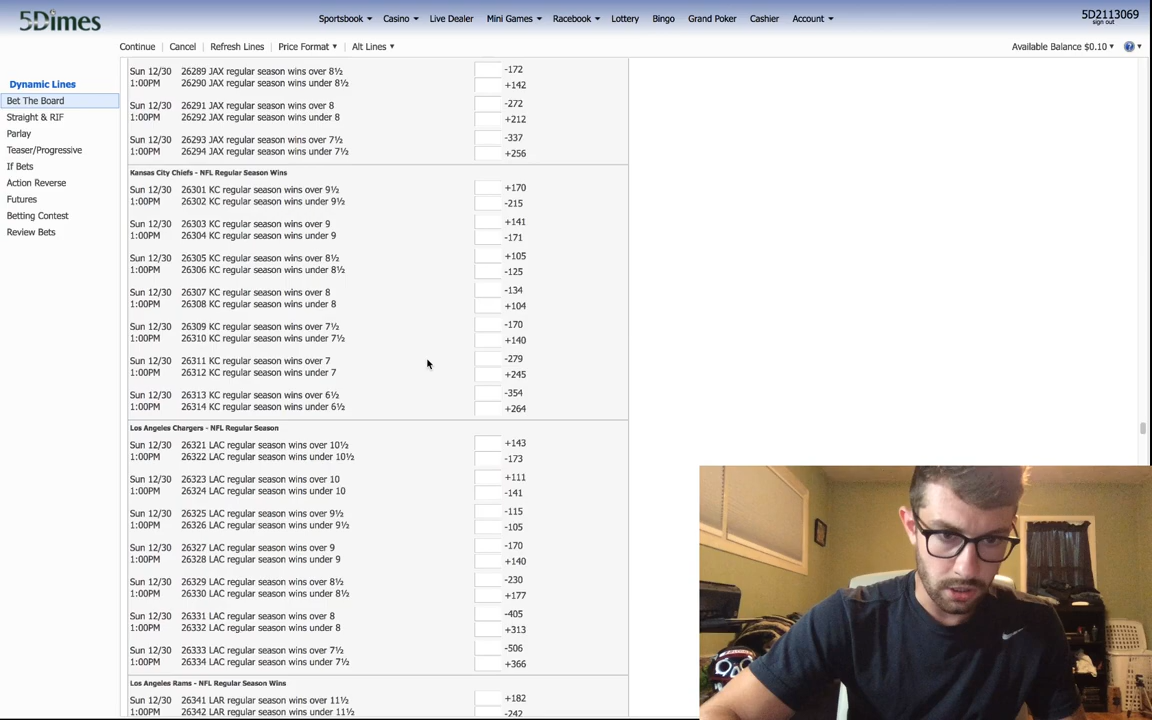 5Dimes
Sportsbook Casino Live Dealer Mini Games Racebook Lottery Bingo Grand Poker Cashier Account
5D2113069
sign out
Continue Cancel Refresh Lines Price Format Alt Lines
Available Balance $0.10
?
Dynamic Lines
Bet The Board
Straight & RIF
Parlay
Teaser/Progressive
If Bets
Action Reverse
Futures
Betting Contest
Review Bets
Sun 12/30 26289 JAX regular season wins over 8½ -172
1:00PM 26290 JAX regular season wins under 8½ +142
Sun 12/30 26291 JAX regular season wins over 8 -272
1:00PM 26292 JAX regular season wins under 8 +212
Sun 12/30 26293 JAX regular season wins over 7½ -337
1:00PM 26294 JAX regular season wins under 7½ +256
Kansas City Chiefs - NFL Regular Season Wins
Sun 12/30 26301 KC regular season wins over 9½ +170
1:00PM 26302 KC regular season wins under 9½ -215
Sun 12/30 26303 KC regular season wins over 9 +141
1:00PM 26304 KC regular season wins under 9 -171
Sun 12/30 26305 KC regular season wins over 8½ +105
1:00PM 26306 KC regular season wins under 8½ -125
Sun 12/30 26307 KC regular season wins over 8 -134
1:00PM 26308 KC regular season wins under 8 +104
Sun 12/30 26309 KC regular season wins over 7½ -170
1:00PM 26310 KC regular season wins under 7½ +140
Sun 12/30 26311 KC regular season wins over 7 -279
1:00PM 26312 KC regular season wins under 7 +245
Sun 12/30 26313 KC regular season wins over 6½ -354
1:00PM 26314 KC regular season wins under 6½ +264
Los Angeles Chargers - NFL Regular Season
Sun 12/30 26321 LAC regular season wins over 10½ +143
1:00PM 26322 LAC regular season wins under 10½ -173
Sun 12/30 26323 LAC regular season wins over 10 +111
1:00PM 26324 LAC regular season wins under 10 -141
Sun 12/30 26325 LAC regular season wins over 9½ -115
1:00PM 26326 LAC regular season wins under 9½ -105
Sun 12/30 26327 LAC regular season wins over 9 -170
1:00PM 26328 LAC regular season wins under 9 +140
Sun 12/30 26329 LAC regular season wins over 8½ -230
1:00PM 26330 LAC regular season wins under 8½ +177
Sun 12/30 26331 LAC regular season wins over 8 -405
1:00PM 26332 LAC regular season wins under 8 +313
Sun 12/30 26333 LAC regular season wins over 7½ -506
1:00PM 26334 LAC regular season wins under 7½ +366
Los Angeles Rams - NFL Regular Season Wins
Sun 12/30 26341 LAR regular season wins over 11½ +182
1:00PM 26342 LAR regular season wins under 11½ -242